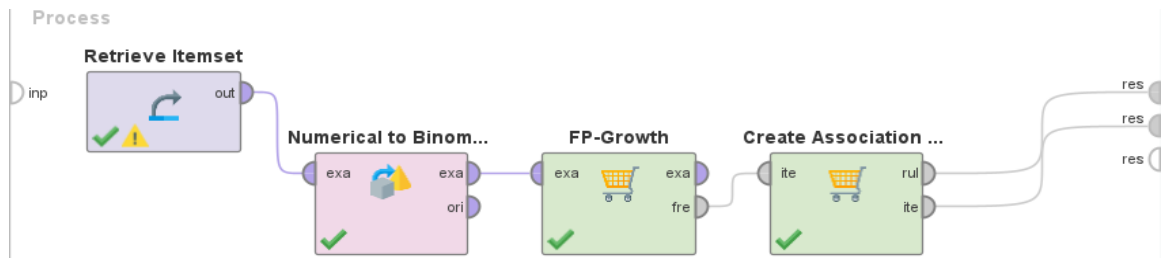 Process
Retrieve Itemset
inp
out
res
res
res
Numerical to Binom...
exa
exa
ori
FP-Growth
exa
exa
fre
Create Association ...
ite
rul
ite